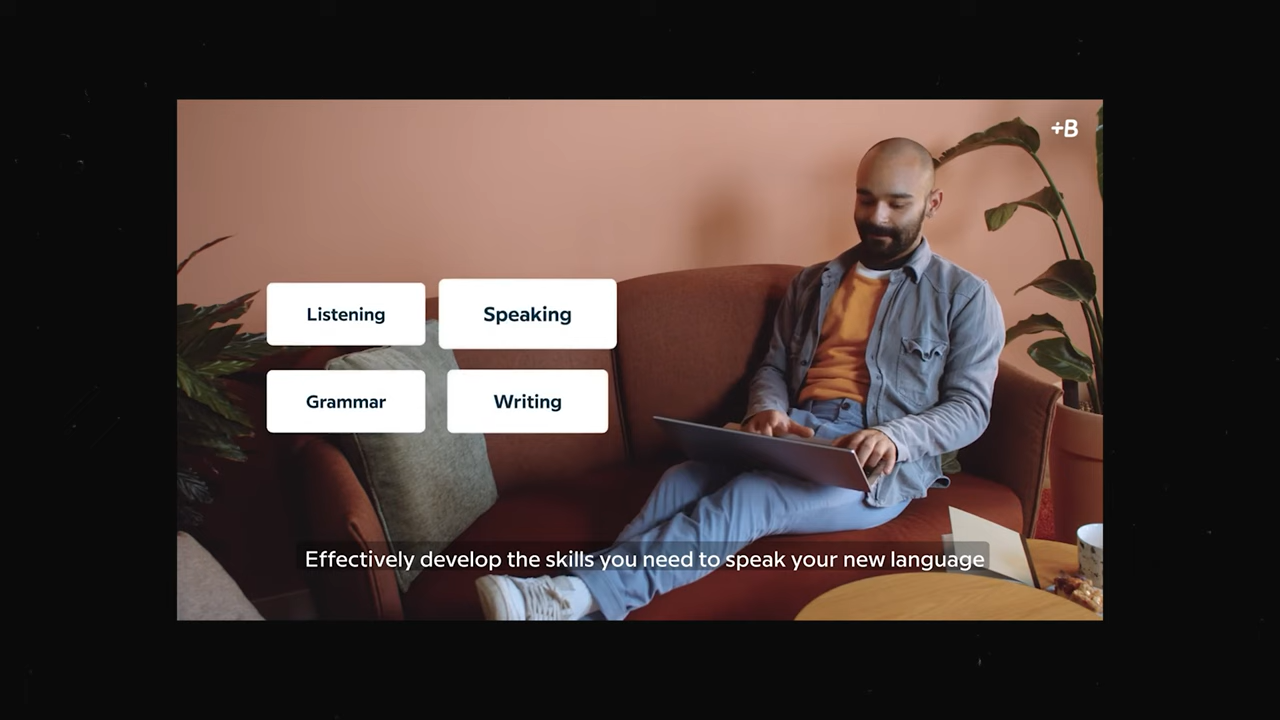 +B
Listening
Speaking
Grammar
Writing
Effectively develop the skills you need to speak your new language